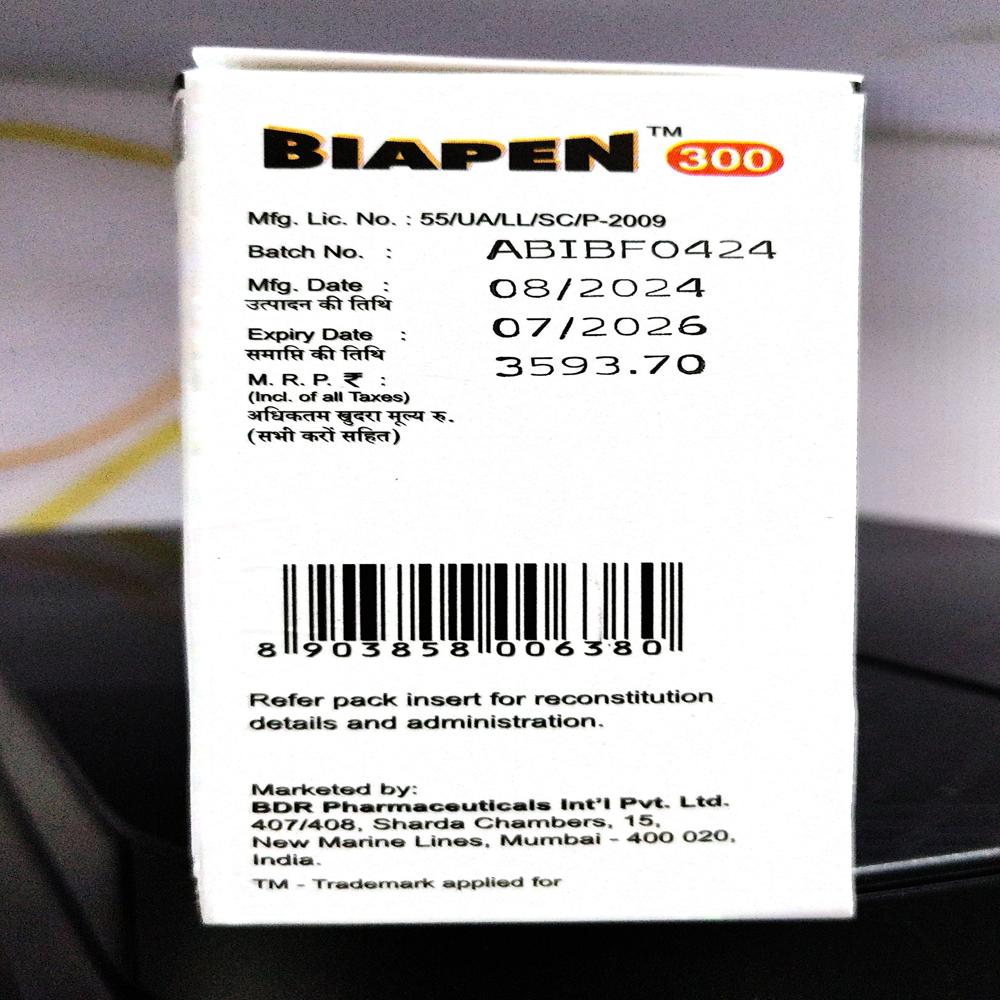 BIAPEN™ 300
Mfg. Lic. No. : 55/UA/LL/SC/P-2009
Batch No. : ABIBF0424
Mfg. Date : 08/2024
उत्पादन की तिथि
Expiry Date : 07/2026
समाप्ति की तिथि
M. R. P. ₹ : 3593.70
(Incl. of all Taxes)
अधिकतम खुदरा मूल्य रु.
(सभी करों सहित)
8 903858 006380
Refer pack insert for reconstitution
details and administration.
Marketed by:
BDR Pharmaceuticals Int'l Pvt. Ltd.
407/408, Sharda Chambers, 15,
New Marine Lines, Mumbai - 400 020,
India.
TM - Trademark applied for